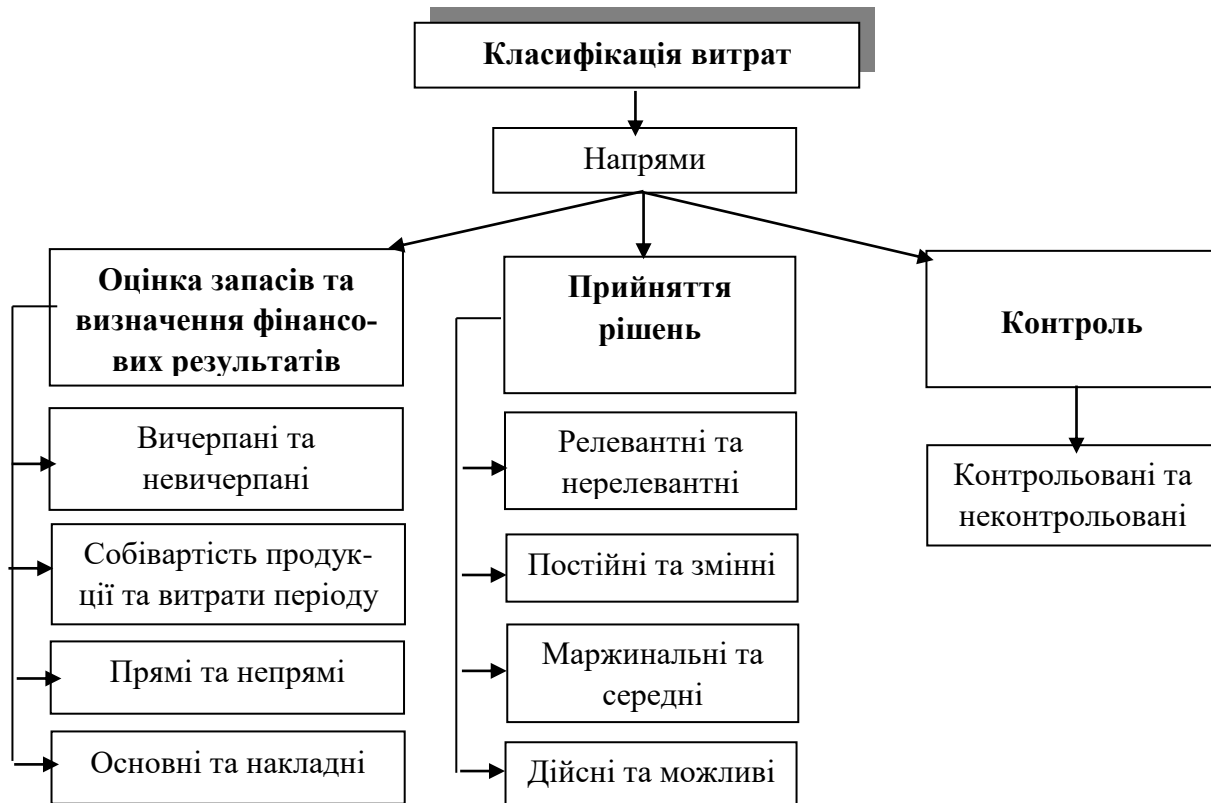 Класифікація витрат
Напрями
Оцінка запасів та
визначення фінансо-
вих результатів
Вичерпані та
невичерпані
Собівартість продук-
ції та витрати періоду
Прямі та непрямі
Основні та накладні
Прийняття
рішень
Релевантні та
нерелевантні
Постійні та змінні
Маржинальні та
середні
Дійсні та можливі
Контроль
Контрольовані та
неконтрольовані